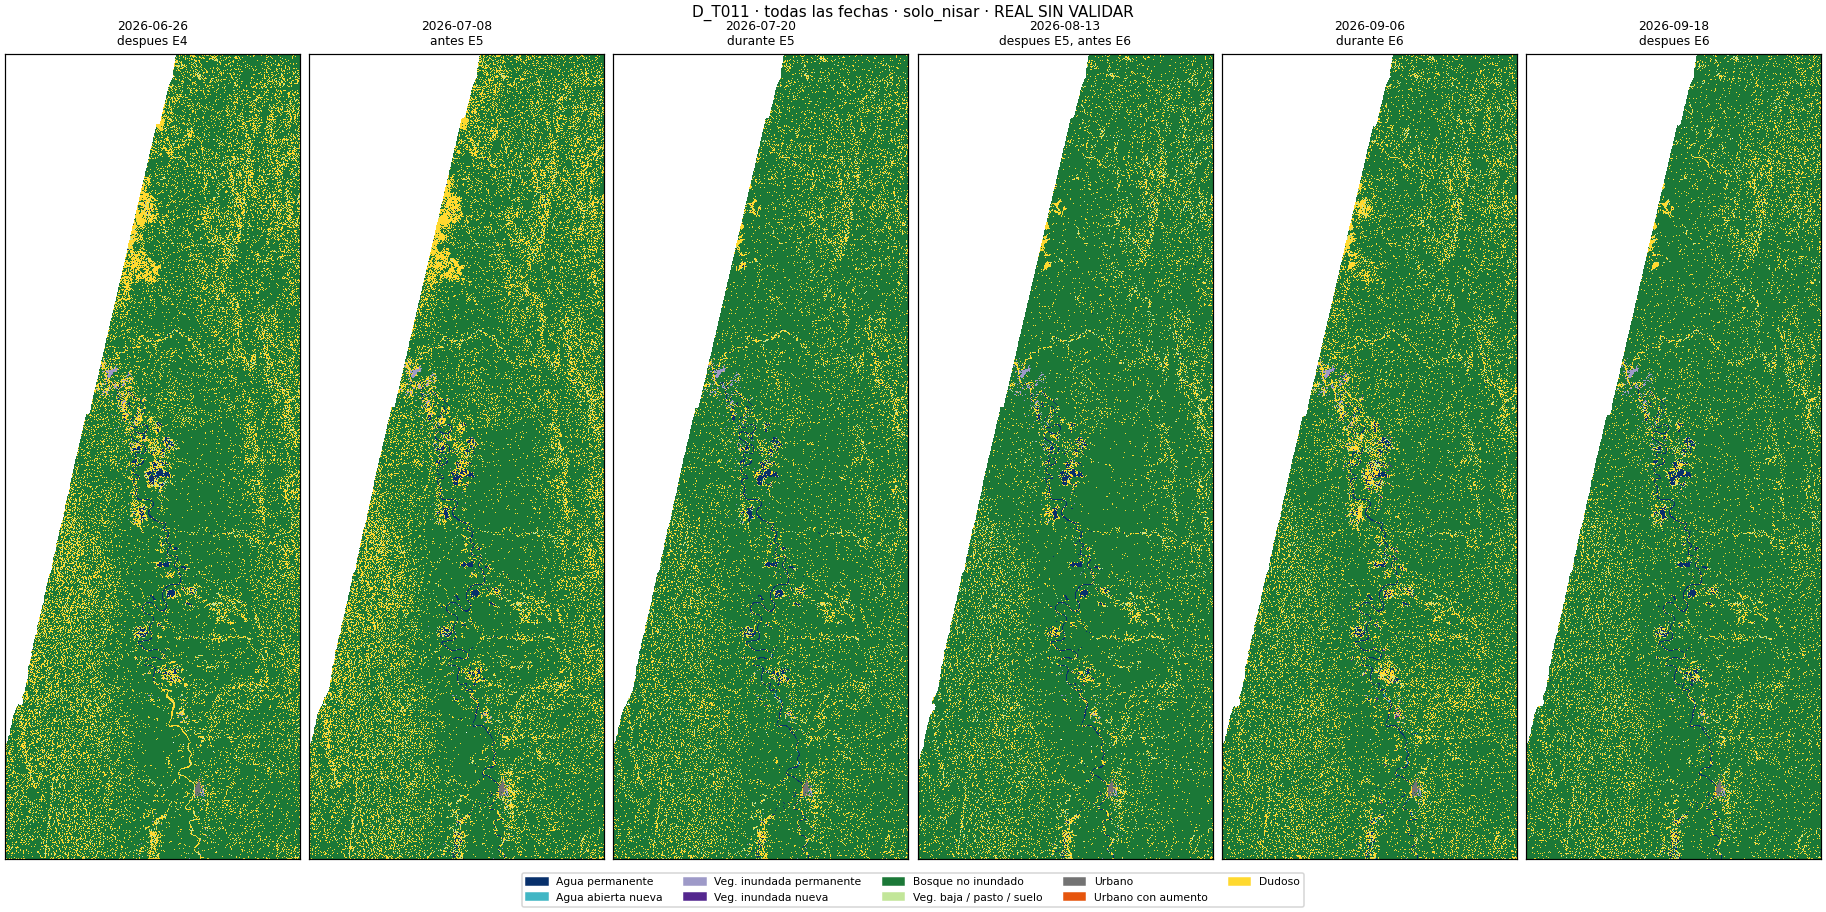 D_T011 · todas las fechas · solo_nisar · REAL SIN VALIDAR
2026-06-26
despues E4
2026-07-08
antes E5
2026-07-20
durante E5
2026-08-13
despues E5, antes E6
2026-09-06
durante E6
2026-09-18
despues E6
Agua permanente
Agua abierta nueva
Veg. inundada permanente
Veg. inundada nueva
Bosque no inundado
Veg. baja / pasto / suelo
Urbano
Urbano con aumento
Dudoso